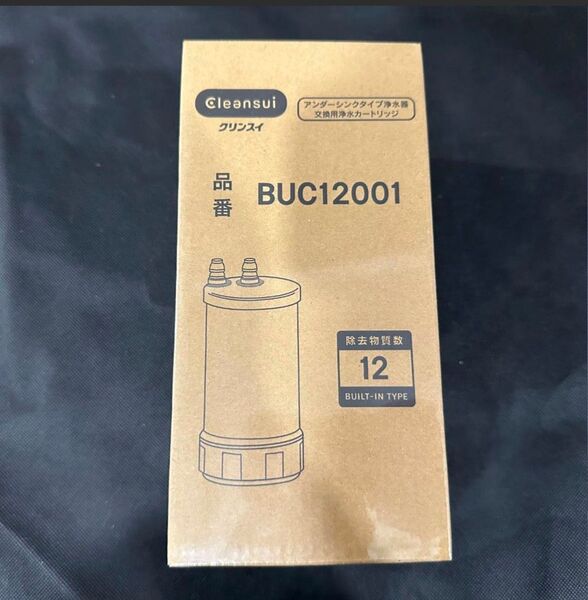 Cleansui
クリンスイ
アンダーシンクタイプ浄水器
交換用浄水カートリッジ
品番 BUC12001
除去物質数
12
BUILT-IN TYPE